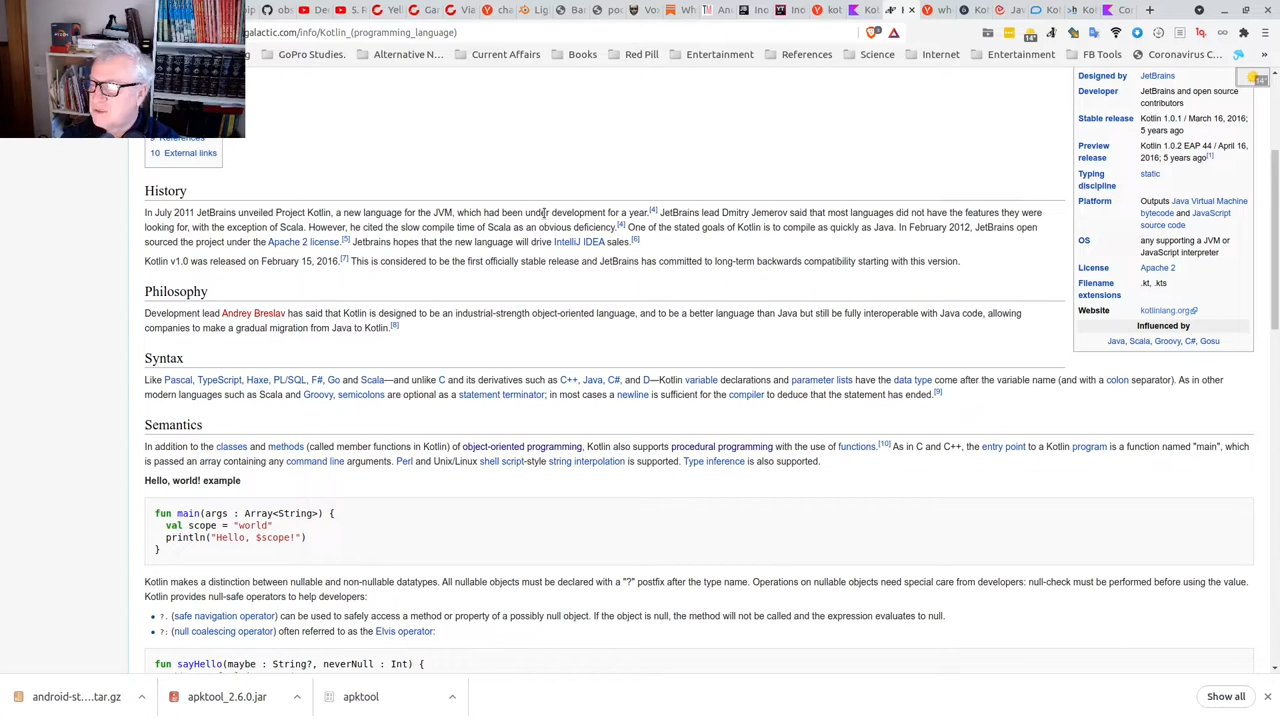 obs
Des
5. R
Yell
Gar
Via
Che
Lig
Bar
My
We
TM
And
Inc
Ins
kot
Kot
wh
Ko
Jav
Kot
Cor
galactic.com/info/Kotlin_(programming_language)
GoPro Studies.
Alternative N...
Current Affairs
Books
Red Pill
Entertainment
References
Science
Internet
Entertainment
FB Tools
Coronavirus C...
Designed by JetBrains
Developer JetBrains and open source
contributors
Stable release Kotlin 1.0.1 / March 16, 2016;
5 years ago
Preview Kotlin 1.0.2 EAP 44 / April 16,
release 2016; 5 years ago[1]
Typing static
discipline
Platform Outputs Java Virtual Machine
bytecode and JavaScript
source code
OS any supporting a JVM or
JavaScript interpreter
License Apache 2
Filename .kt, .kts
extensions
Website kotlinlang.org
Influenced by
Java, Scala, Groovy, C#, Gosu
9 References
10 External links
History
In July 2011 JetBrains unveiled Project Kotlin, a new language for the JVM, which had been under development for a year.[4] JetBrains lead Dmitry Jemerov said that most languages did not have the features they were
looking for, with the exception of Scala. However, he cited the slow compile time of Scala as an obvious deficiency.[4] One of the stated goals of Kotlin is to compile as quickly as Java. In February 2012, JetBrains open
sourced the project under the Apache 2 license.[5] Jetbrains hopes that the new language will drive IntelliJ IDEA sales.[6]
Kotlin v1.0 was released on February 15, 2016.[7] This is considered to be the first officially stable release and JetBrains has committed to long-term backwards compatibility starting with this version.
Philosophy
Development lead Andrey Breslav has said that Kotlin is designed to be an industrial-strength object-oriented language, and to be a better language than Java but still be fully interoperable with Java code, allowing
companies to make a gradual migration from Java to Kotlin.[8]
Syntax
Like Pascal, TypeScript, Haxe, PL/SQL, F#, Go and Scala—and unlike C and its derivatives such as C++, Java, C#, and D—Kotlin variable declarations and parameter lists have the data type come after the variable name (and with a colon separator). As in other
modern languages such as Scala and Groovy, semicolons are optional as a statement terminator; in most cases a newline is sufficient for the compiler to deduce that the statement has ended.[9]
Semantics
In addition to the classes and methods (called member functions in Kotlin) of object-oriented programming, Kotlin also supports procedural programming with the use of functions.[10] As in C and C++, the entry point to a Kotlin program is a function named "main", which
is passed an array containing any command line arguments. Perl and Unix/Linux shell script-style string interpolation is supported. Type inference is also supported.
Hello, world! example
fun main(args : Array<String>) {
val scope = "world"
println("Hello, $scope!")
}
Kotlin makes a distinction between nullable and non-nullable datatypes. All nullable objects must be declared with a "?" postfix after the type name. Operations on nullable objects need special care from developers: null-check must be performed before using the value.
Kotlin provides null-safe operators to help developers:
• ?. (safe navigation operator) can be used to safely access a method or property of a possibly null object. If the object is null, the method will not be called and the expression evaluates to null.
• ?: (null coalescing operator) often referred to as the Elvis operator:
fun sayHello(maybe : String?, neverNull : Int) {
android-st....tar.gz
apktool_2.6.0.jar
apktool
Show all